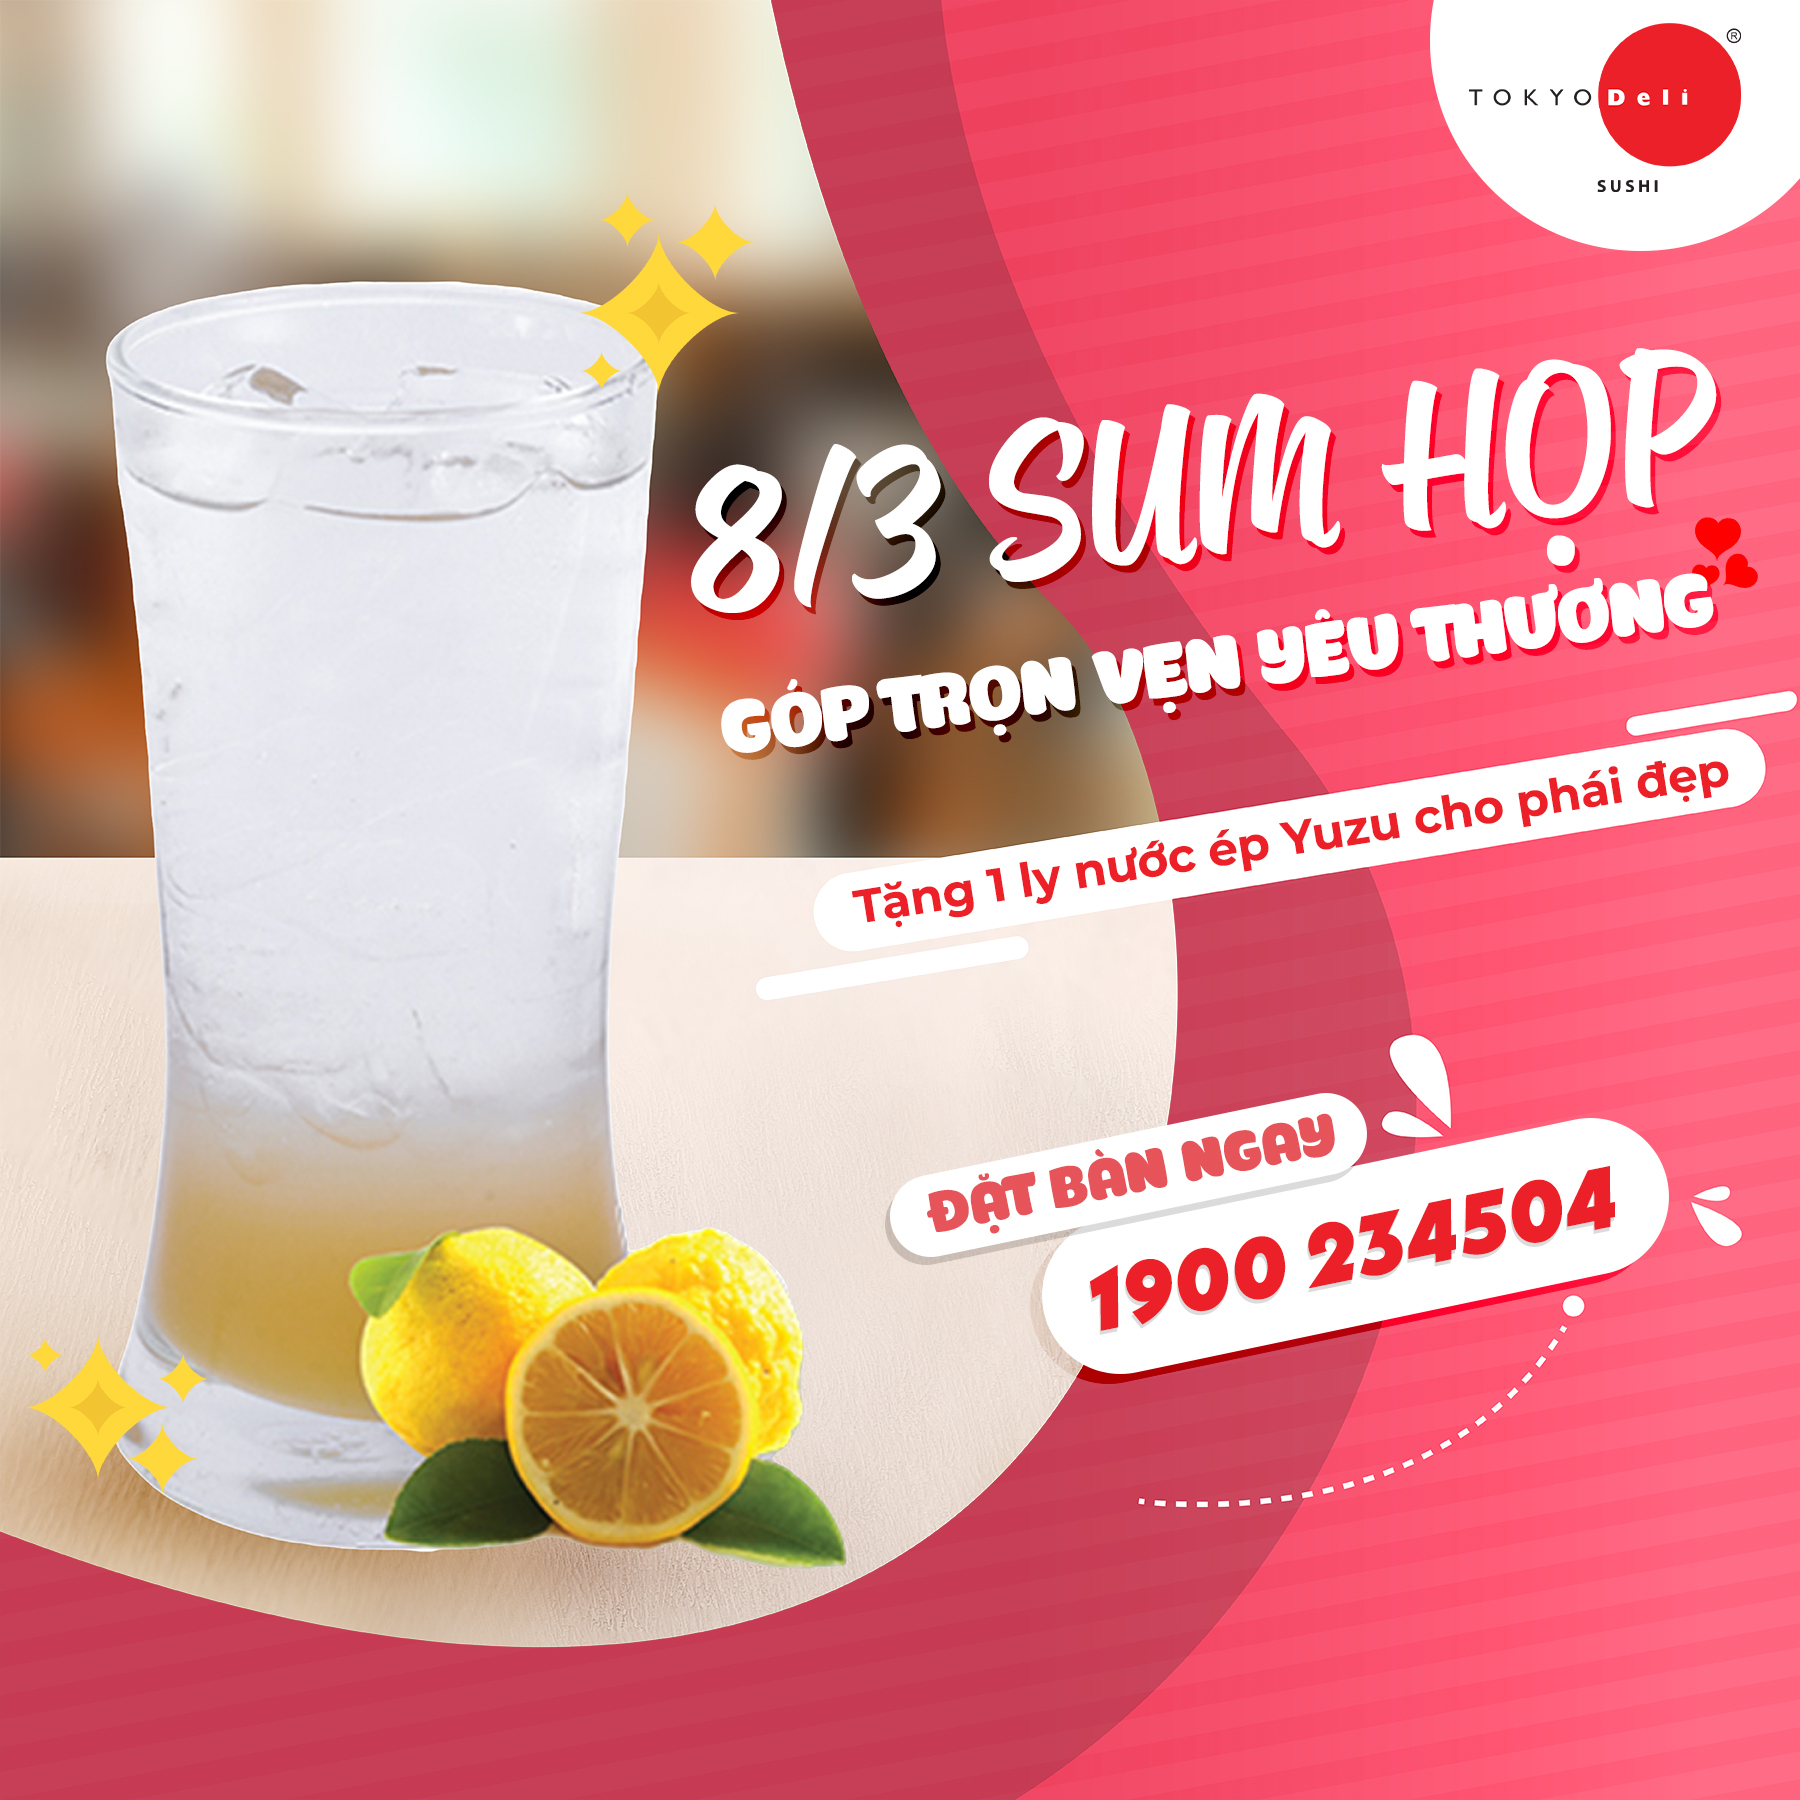 TOKYO Deli ®
SUSHI
8/3 SUM HỌP
GÓP TRỌN VẸN YÊU THƯƠNG
Tặng 1 ly nước ép Yuzu cho phái đẹp
ĐẶT BÀN NGAY
1900 234504